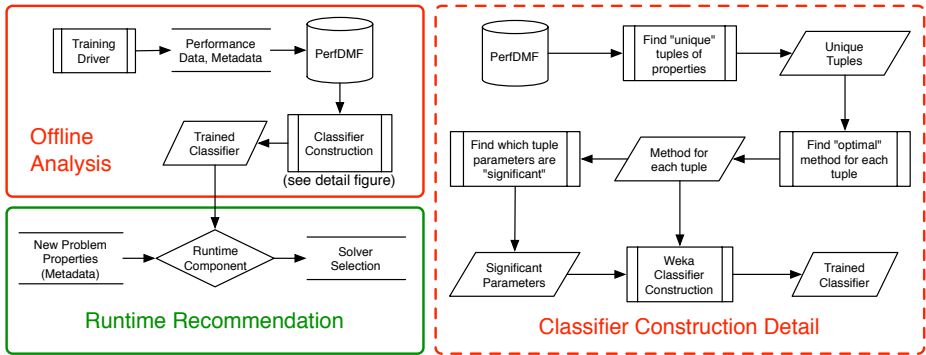 Training
Driver
Performance
Data, Metadata
PerfDMF
Offline
Analysis
Trained
Classifier
Classifier
Construction
(see detail figure)
New Problem
Properties
(Metadata)
Runtime
Component
Solver
Selection
Runtime Recommendation
PerfDMF
Find "unique"
tuples of
properties
Unique
Tuples
Find which tuple
parameters are
"significant"
Method for
each tuple
Find "optimal"
method for each
tuple
Significant
Parameters
Weka
Classifier
Construction
Trained
Classifier
Classifier Construction Detail